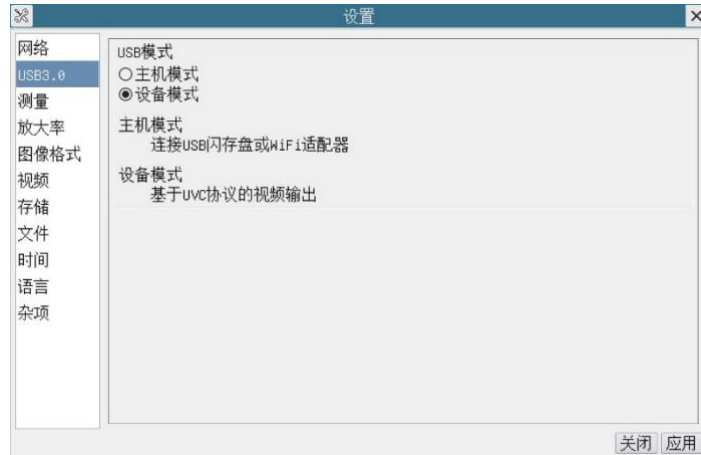 设置
网络
USB3.0
测量
放大率
图像格式
视频
存储
文件
时间
语言
杂项
USB模式
主机模式
设备模式
主机模式
连接USB闪存盘或WiFi适配器
设备模式
基于UVC协议的视频输出
关闭
应用